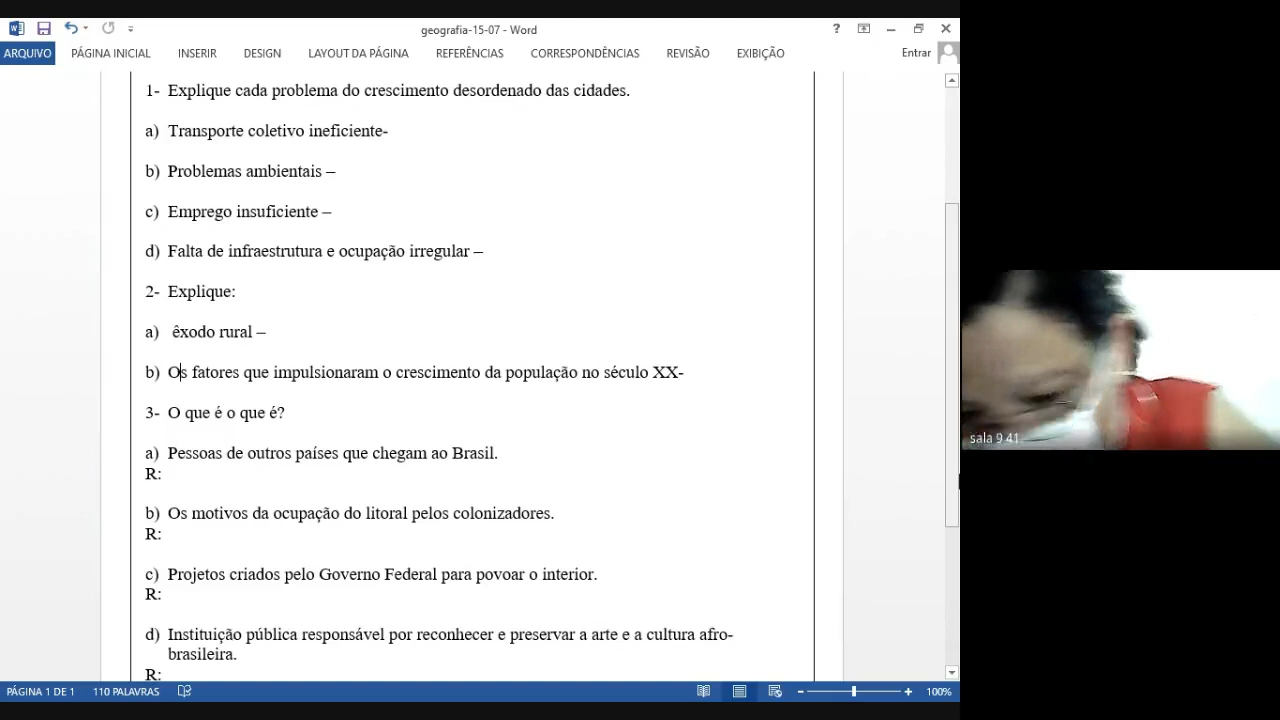 geografia-15-07 - Word
?
ARQUIVO PÁGINA INICIAL INSERIR DESIGN LAYOUT DA PÁGINA REFERÊNCIAS CORRESPONDÊNCIAS REVISÃO EXIBIÇÃO Entrar
1- Explique cada problema do crescimento desordenado das cidades.
a) Transporte coletivo ineficiente-
b) Problemas ambientais –
c) Emprego insuficiente –
d) Falta de infraestrutura e ocupação irregular –
2- Explique:
a) êxodo rural –
b) Os fatores que impulsionaram o crescimento da população no século XX-
3- O que é o que é?
a) Pessoas de outros países que chegam ao Brasil.
R:
b) Os motivos da ocupação do litoral pelos colonizadores.
R:
c) Projetos criados pelo Governo Federal para povoar o interior.
R:
d) Instituição pública responsável por reconhecer e preservar a arte e a cultura afro-
brasileira.
R:
sala 9 41
PÁGINA 1 DE 1 110 PALAVRAS 100%